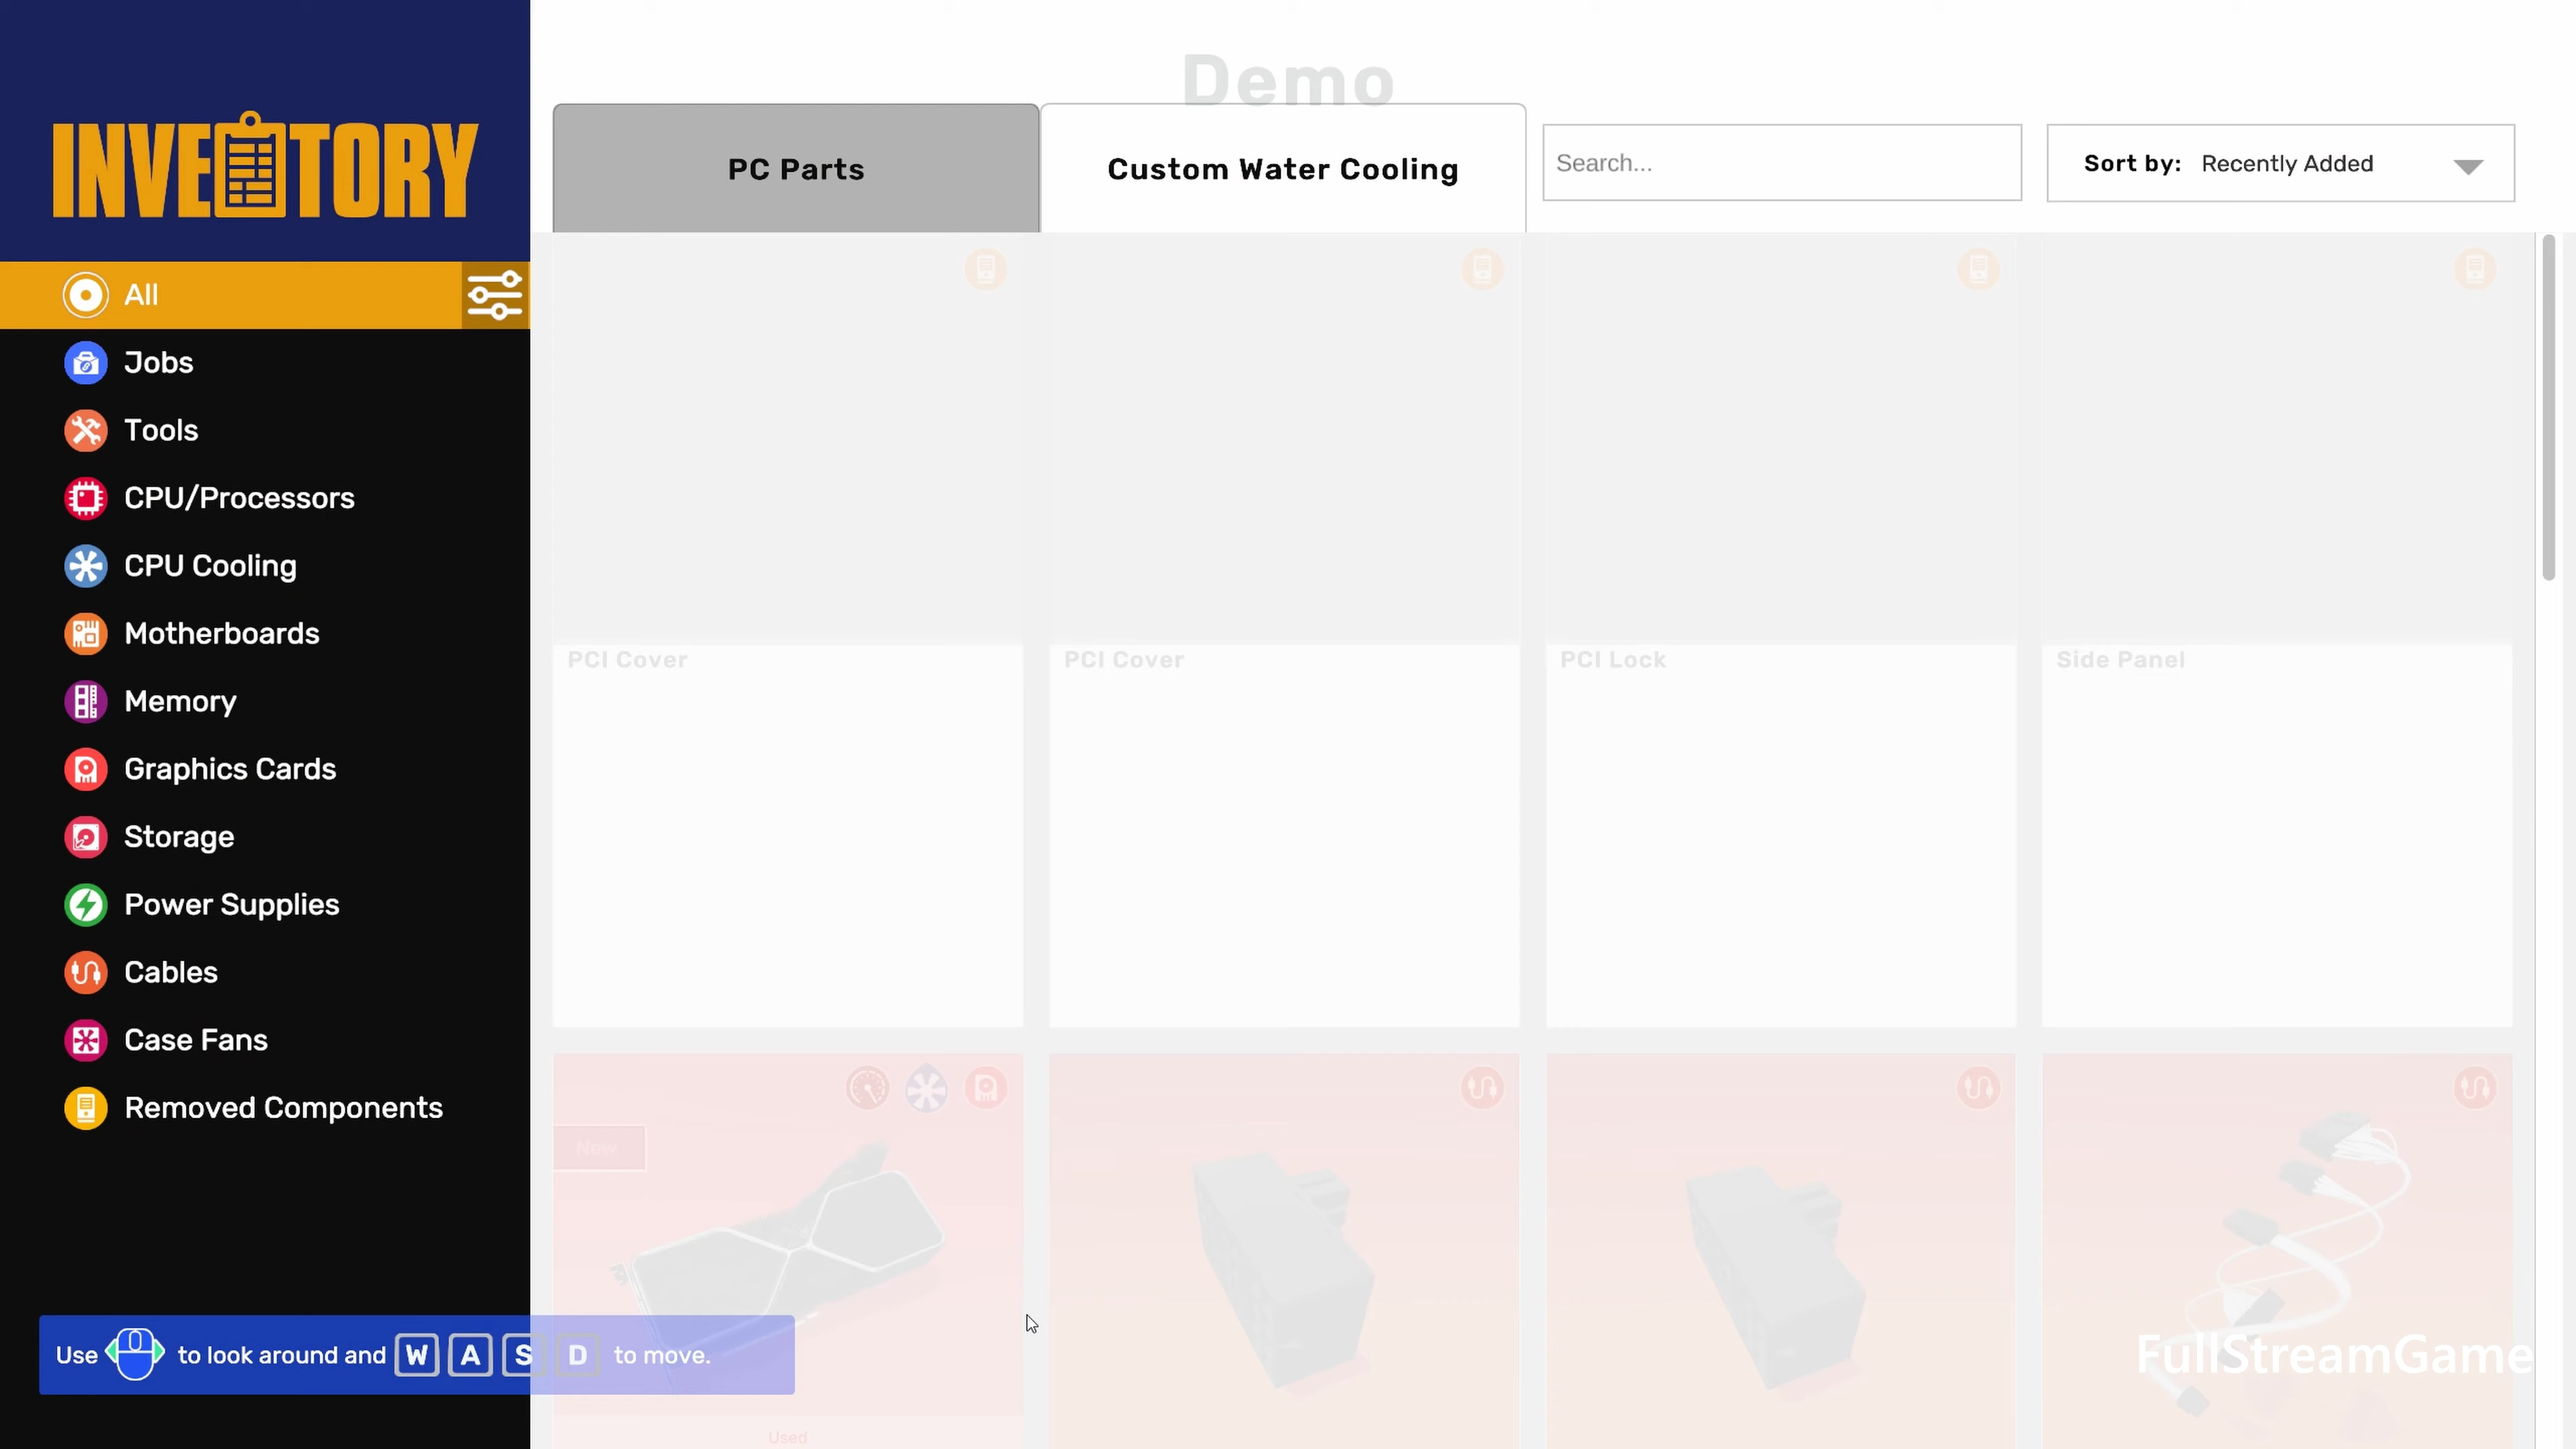 Demo
INVENTORY
PC Parts
Custom Water Cooling
Search...
Sort by: Recently Added
All
Jobs
Tools
CPU/Processors
CPU Cooling
Motherboards
Memory
Graphics Cards
Storage
Power Supplies
Cables
Case Fans
Removed Components
PCI Cover
PCI Cover
PCI Lock
Side Panel
New
Used
Use to look around and W A S D to move.
FullStreamGame